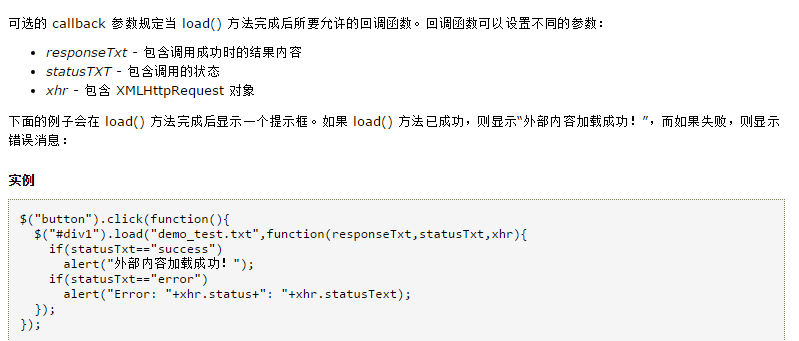 可选的 callback 参数规定当 load() 方法完成后所要允许的回调函数。回调函数可以设置不同的参数：
• responseTxt - 包含调用成功时的结果内容
• statusTXT - 包含调用的状态
• xhr - 包含 XMLHttpRequest 对象
下面的例子会在 load() 方法完成后显示一个提示框。如果 load() 方法已成功，则显示“外部内容加载成功！”，而如果失败，则显示
错误消息：
实例
$("button").click(function(){
  $("#div1").load("demo_test.txt",function(responseTxt,statusTxt,xhr){
    if(statusTxt=="success")
      alert("外部内容加载成功！");
    if(statusTxt=="error")
      alert("Error: "+xhr.status+": "+xhr.statusText);
  });
});